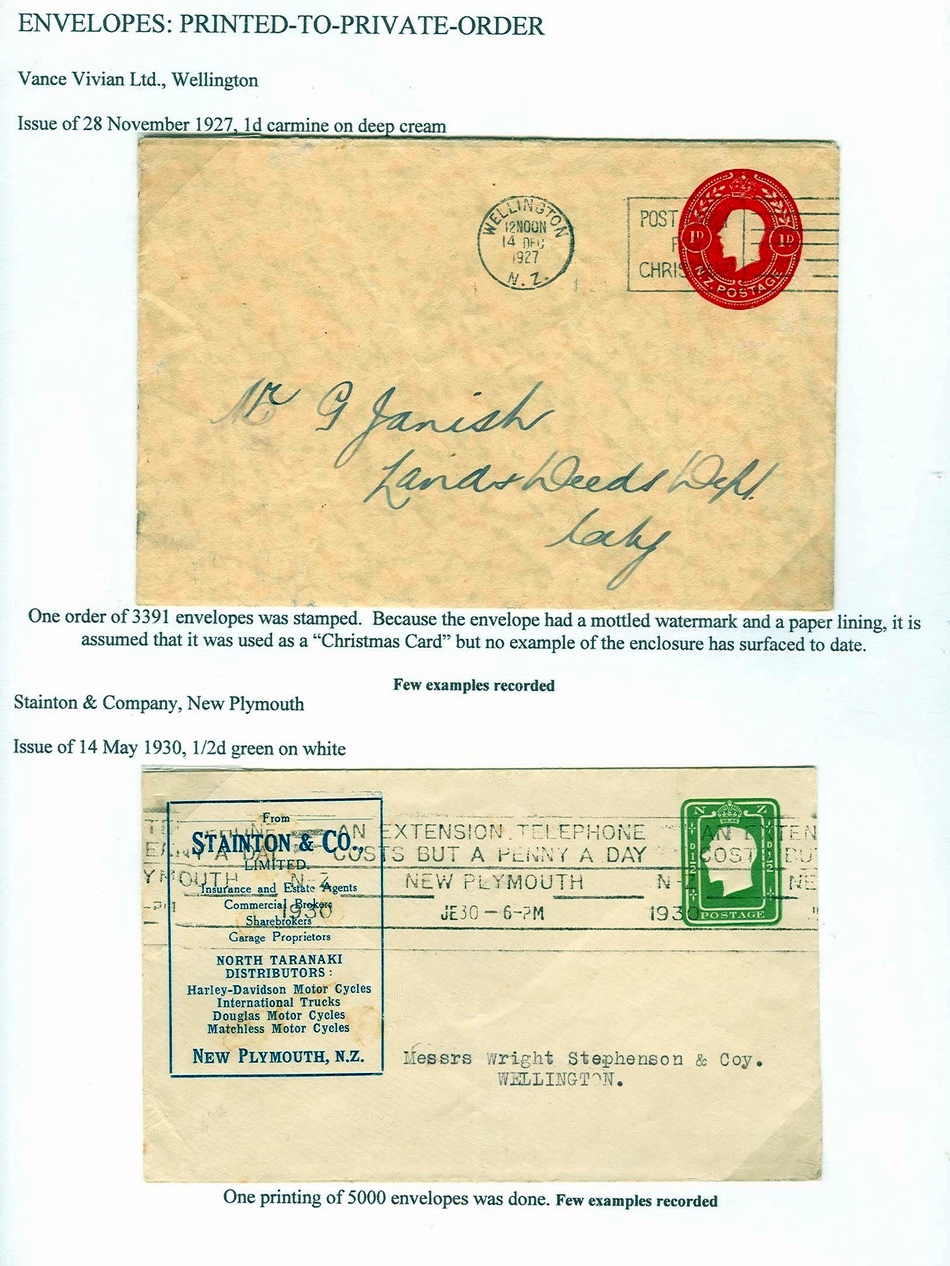 ENVELOPES: PRINTED-TO-PRIVATE-ORDER
Vance Vivian Ltd., Wellington
Issue of 28 November 1927, 1d carmine on deep cream
WELLINGTON
12 NOON
14 DEC
1927
N.Z.
POST
CHRIS
1D 1D
N.Z. POSTAGE
Mr G Janish
Lands & Deeds Dept.
City
One order of 3391 envelopes was stamped. Because the envelope had a mottled watermark and a paper lining, it is
assumed that it was used as a “Christmas Card” but no example of the enclosure has surfaced to date.
Few examples recorded
Stainton & Company, New Plymouth
Issue of 14 May 1930, 1/2d green on white
From
STAINTON & CO.,
LIMITED.
Insurance and Estate Agents
Commercial Brokers
Sharebrokers
Garage Proprietors
NORTH TARANAKI
DISTRIBUTORS:
Harley-Davidson Motor Cycles
International Trucks
Douglas Motor Cycles
Matchless Motor Cycles
NEW PLYMOUTH, N.Z.
AN EXTENSION TELEPHONE
COSTS BUT A PENNY A DAY
NEW PLYMOUTH N-Z
1930 JE30-6-PM 1930
N Z
POSTAGE
Messrs Wright Stephenson & Coy.
WELLINGTON.
One printing of 5000 envelopes was done. Few examples recorded